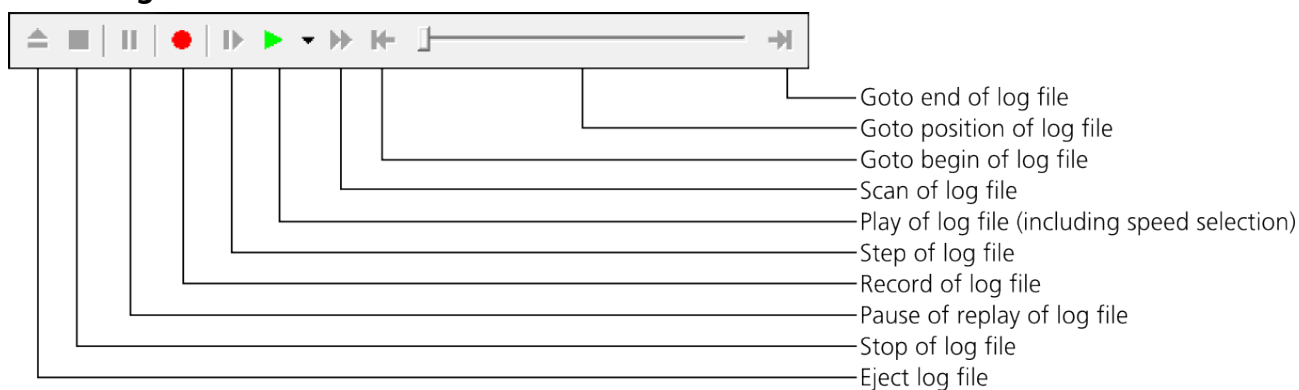 Goto end of log file
Goto position of log file
Goto begin of log file
Scan of log file
Play of log file (including speed selection)
Step of log file
Record of log file
Pause of replay of log file
Stop of log file
Eject log file